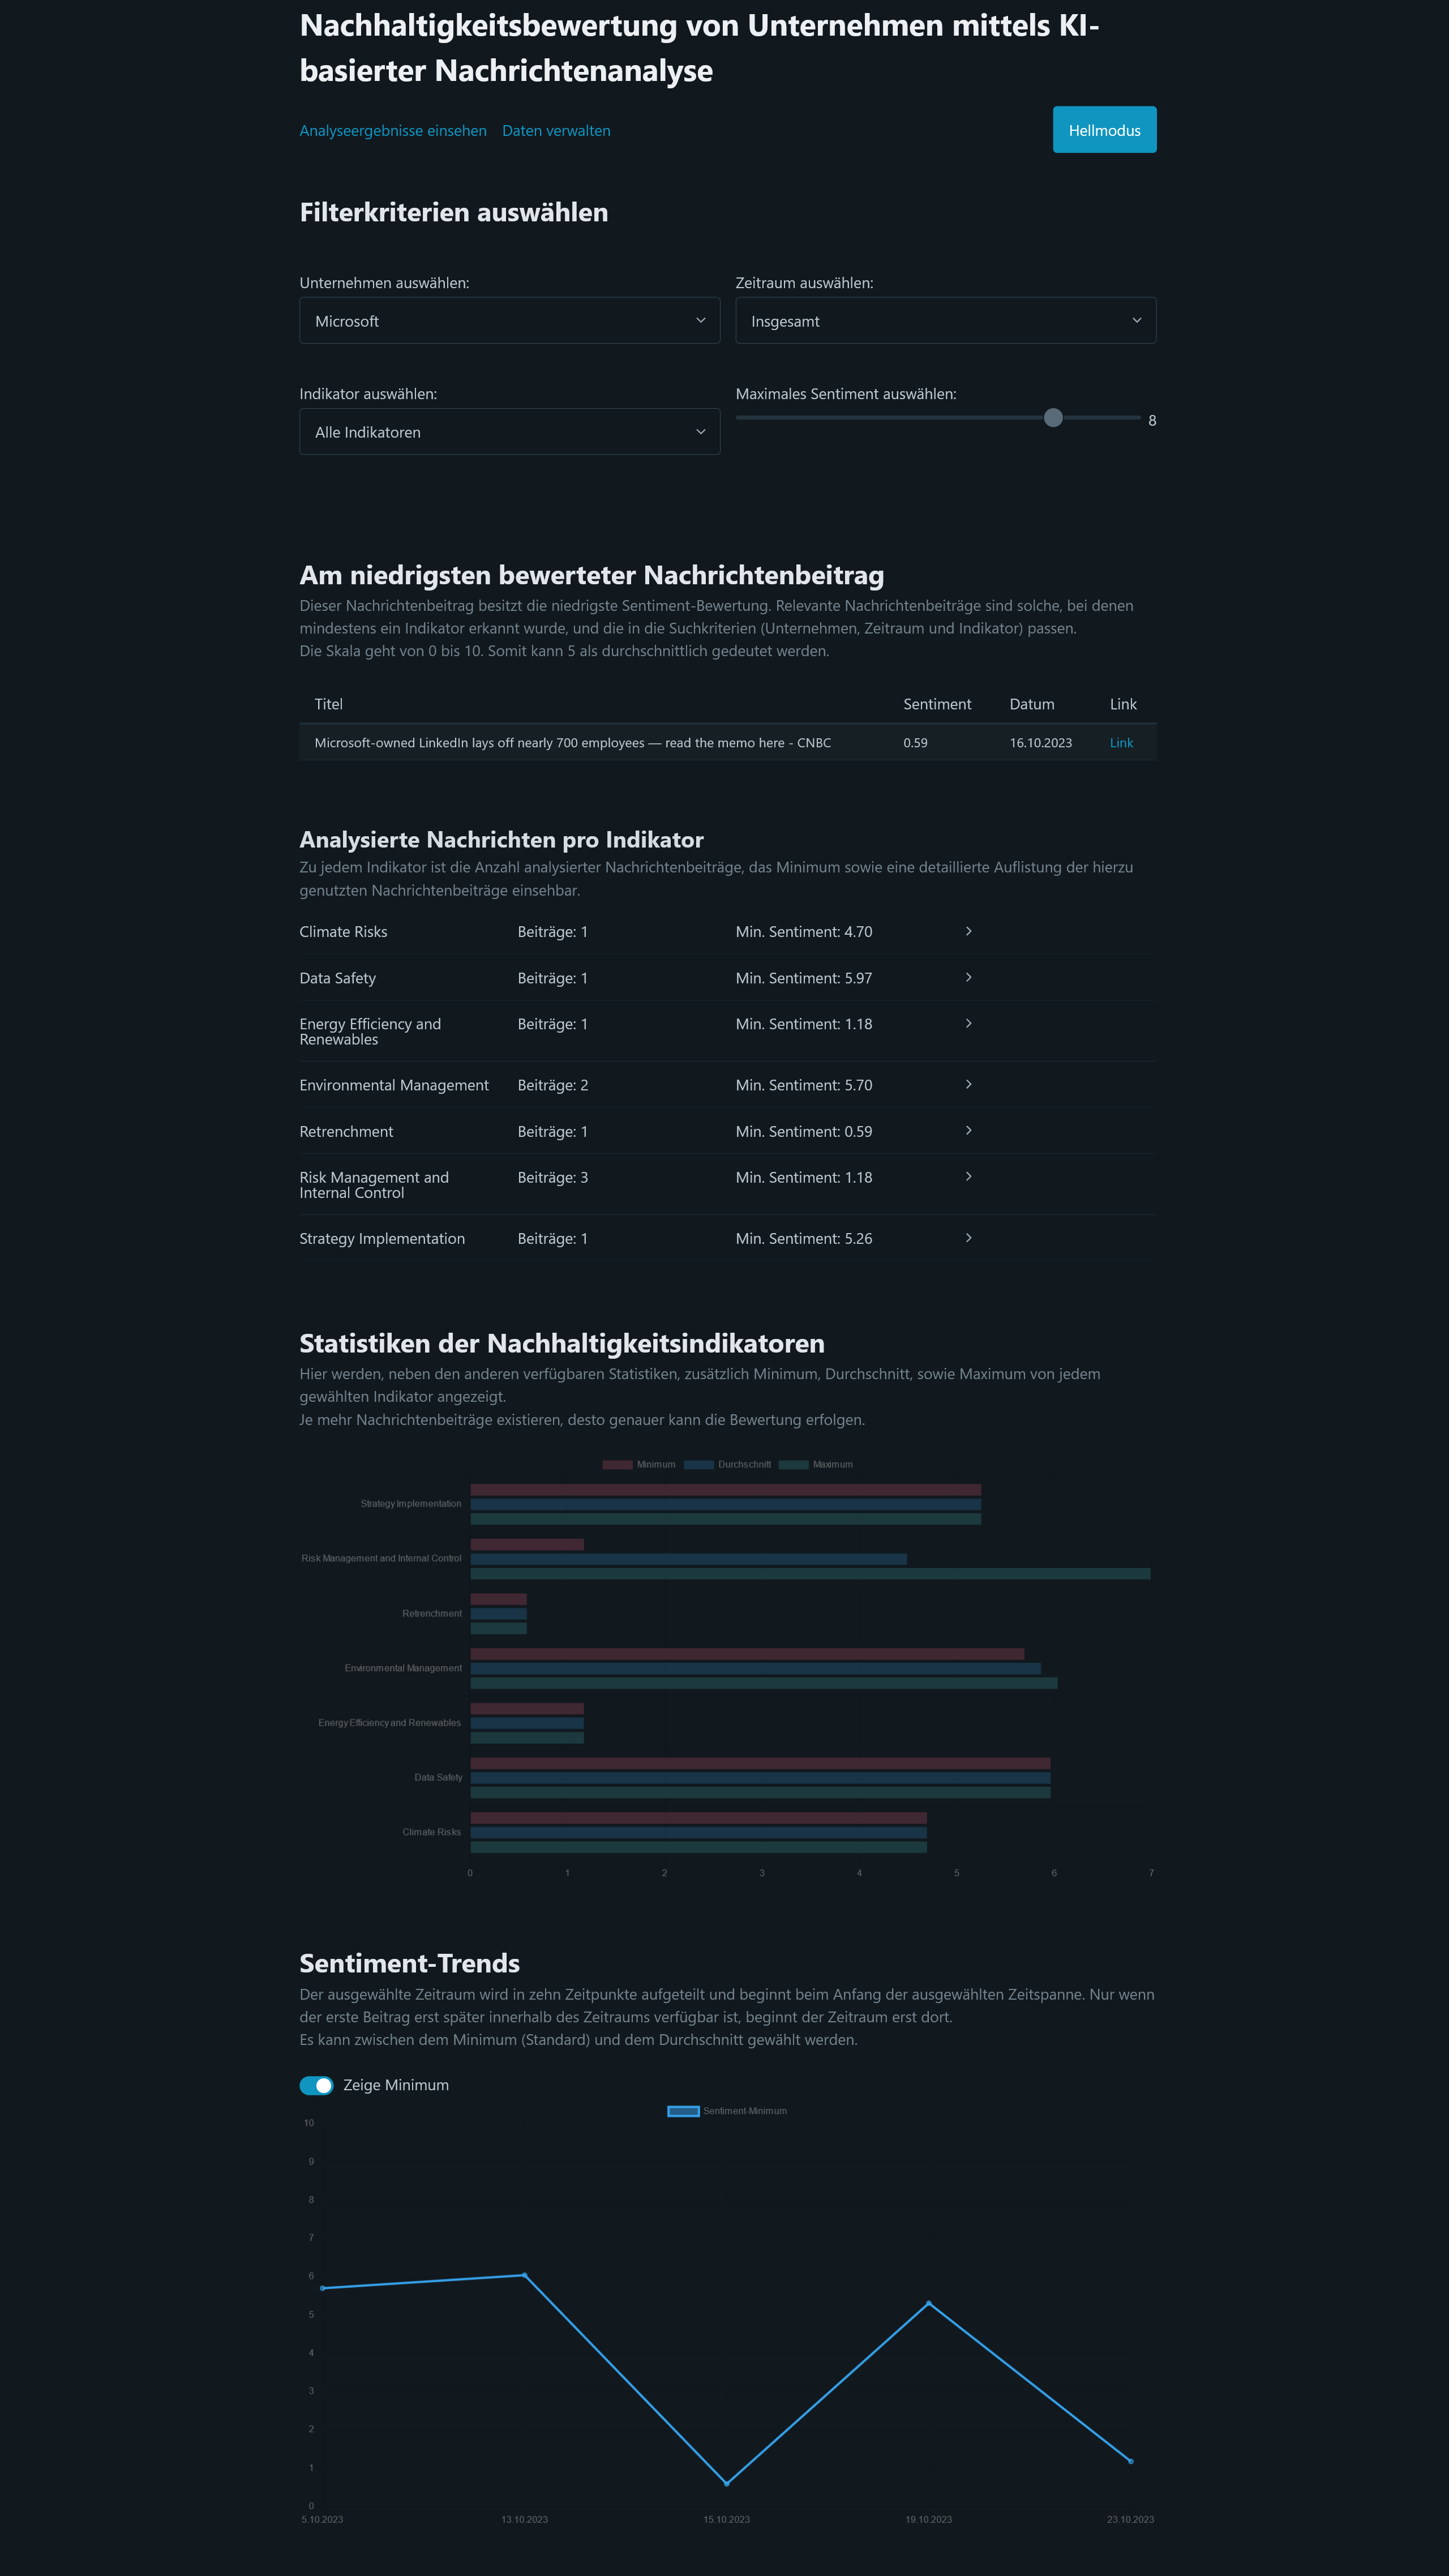 Nachhaltigkeitsbewertung von Unternehmen mittels KI-
basierter Nachrichtenanalyse
Analyseergebnisse einsehen Daten verwalten Hellmodus
Filterkriterien auswählen
Unternehmen auswählen: Zeitraum auswählen:
Microsoft Insgesamt
Indikator auswählen: Maximales Sentiment auswählen:
Alle Indikatoren 8
Am niedrigsten bewerteter Nachrichtenbeitrag
Dieser Nachrichtenbeitrag besitzt die niedrigste Sentiment-Bewertung. Relevante Nachrichtenbeiträge sind solche, bei denen
mindestens ein Indikator erkannt wurde, und die in die Suchkriterien (Unternehmen, Zeitraum und Indikator) passen.
Die Skala geht von 0 bis 10. Somit kann 5 als durchschnittlich gedeutet werden.
Titel Sentiment Datum Link
Microsoft-owned LinkedIn lays off nearly 700 employees — read the memo here - CNBC 0.59 16.10.2023 Link
Analysierte Nachrichten pro Indikator
Zu jedem Indikator ist die Anzahl analysierter Nachrichtenbeiträge, das Minimum sowie eine detaillierte Auflistung der hierzu
genutzten Nachrichtenbeiträge einsehbar.
Climate Risks Beiträge: 1 Min. Sentiment: 4.70
Data Safety Beiträge: 1 Min. Sentiment: 5.97
Energy Efficiency and Beiträge: 1 Min. Sentiment: 1.18
Renewables
Environmental Management Beiträge: 2 Min. Sentiment: 5.70
Retrenchment Beiträge: 1 Min. Sentiment: 0.59
Risk Management and Beiträge: 3 Min. Sentiment: 1.18
Internal Control
Strategy Implementation Beiträge: 1 Min. Sentiment: 5.26
Statistiken der Nachhaltigkeitsindikatoren
Hier werden, neben den anderen verfügbaren Statistiken, zusätzlich Minimum, Durchschnitt, sowie Maximum von jedem
gewählten Indikator angezeigt.
Je mehr Nachrichtenbeiträge existieren, desto genauer kann die Bewertung erfolgen.
Minimum Durchschnitt Maximum
Strategy Implementation
Risk Management and Internal Control
Retrenchment
Environmental Management
Energy Efficiency and Renewables
Data Safety
Climate Risks
0 1 2 3 4 5 6 7
Sentiment-Trends
Der ausgewählte Zeitraum wird in zehn Zeitpunkte aufgeteilt und beginnt beim Anfang der ausgewählten Zeitspanne. Nur wenn
der erste Beitrag erst später innerhalb des Zeitraums verfügbar ist, beginnt der Zeitraum erst dort.
Es kann zwischen dem Minimum (Standard) und dem Durchschnitt gewählt werden.
Zeige Minimum
Sentiment-Minimum
10
9
8
7
6
5
4
3
2
1
0
5.10.2023 13.10.2023 15.10.2023 19.10.2023 23.10.2023